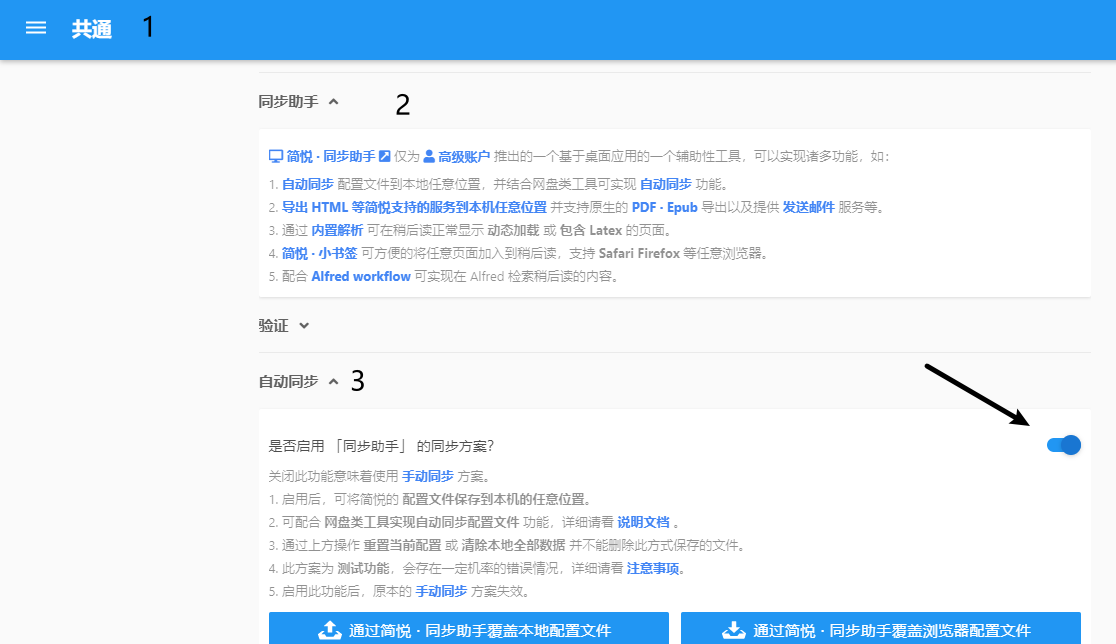 共通 1
同步助手 2
简悦 · 同步助手 仅为 高级账户 推出的一个基于桌面应用的一个辅助性工具，可以实现诸多功能，如：
1. 自动同步 配置文件到本地任意位置，并结合网盘类工具可实现 自动同步 功能。
2. 导出 HTML 等简悦支持的服务到本机任意位置 并支持原生的 PDF · Epub 导出以及提供 发送邮件 服务等。
3. 通过 内置解析 可在稍后读正常显示 动态加载 或 包含 Latex 的页面。
4. 简悦 · 小书签 可方便的将任意页面加入到稍后读，支持 Safari Firefox 等任意浏览器。
5. 配合 Alfred workflow 可实现在 Alfred 检索稍后读的内容。
验证
自动同步 3
是否启用 「同步助手」 的同步方案？
关闭此功能意味着使用 手动同步 方案。
1. 启用后，可将简悦的 配置文件保存到本机的任意位置。
2. 可配合 网盘类工具实现自动同步配置文件 功能，详细请看 说明文档 。
3. 通过上方操作 重置当前配置 或 清除本地全部数据 并不能删除此方式保存的文件。
4. 此方案为 测试功能，会存在一定机率的错误情况，详细请看 注意事项。
5. 启用此功能后，原本的 手动同步 方案失效。
通过简悦 · 同步助手覆盖本地配置文件
通过简悦 · 同步助手覆盖浏览器配置文件